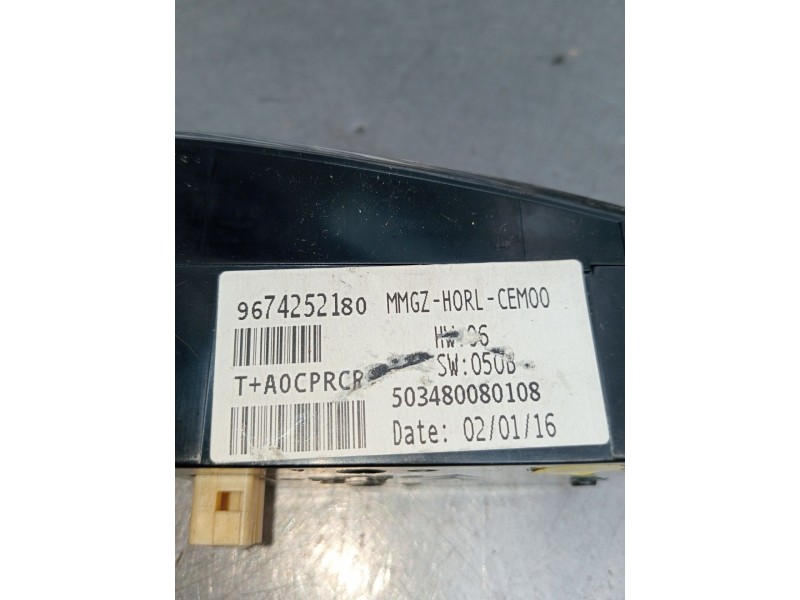 9674252180 MMGZ-HORL-CEM00
HW:06
SW:050B
T+A0CPRCR
503480080108
Date: 02/01/16